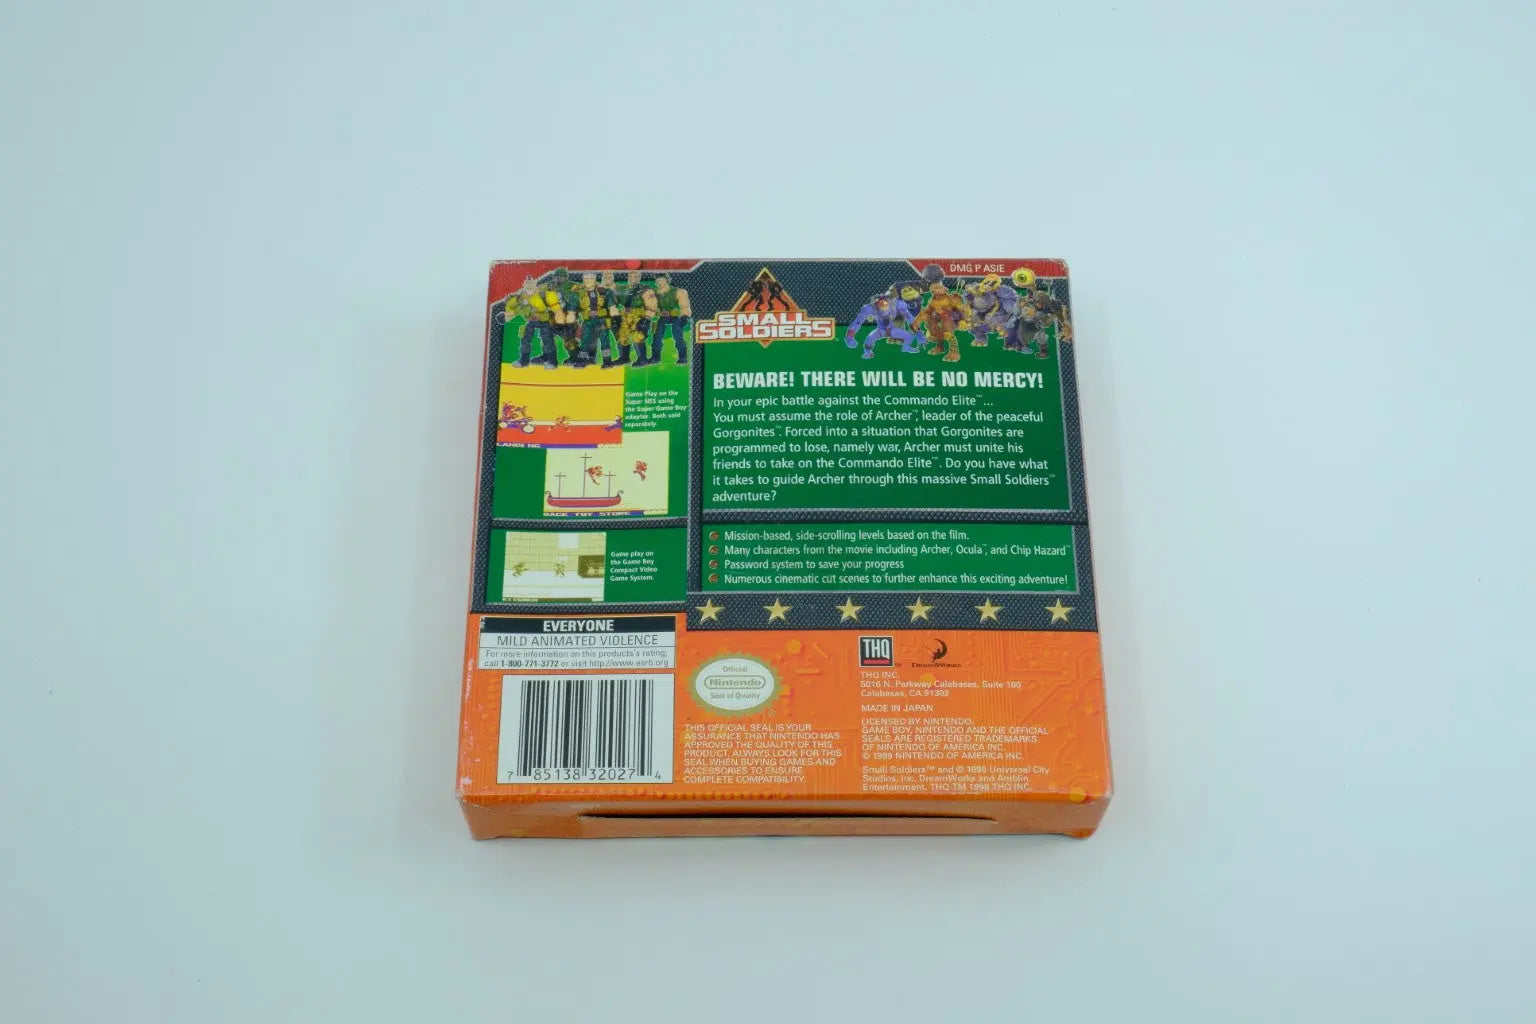 DMG P ASIE
SMALL
SOLDIERS
BEWARE! THERE WILL BE NO MERCY!
In your epic battle against the Commando Elite™...
You must assume the role of Archer™, leader of the peaceful
Gorgonites™. Forced into a situation that Gorgonites are
programmed to lose, namely war, Archer must unite his
friends to take on the Commando Elite™. Do you have what
it takes to guide Archer through this massive Small Soldiers™
adventure?
Game Play on the
Super NES using
the Super Game Boy
adapter. Both sold
separately.
Game play on
the Game Boy
Compact Video
Game System.
Mission-based, side-scrolling levels based on the film.
Many characters from the movie including Archer, Ocula™, and Chip Hazard™
Password system to save your progress
Numerous cinematic cut scenes to further enhance this exciting adventure!
EVERYONE
MILD ANIMATED VIOLENCE
For more information on this products's rating,
call 1-800-771-3772 or visit http://www.esrb.org
7 85138 32027 4
Official
Nintendo
Seal of Quality
THIS OFFICIAL SEAL IS YOUR
ASSURANCE THAT NINTENDO HAS
APPROVED THE QUALITY OF THIS
PRODUCT. ALWAYS LOOK FOR THIS
SEAL WHEN BUYING GAMES AND
ACCESSORIES TO ENSURE
COMPLETE COMPATIBILITY.
THQ
DREAMWORKS
THQ INC.
5016 N. Parkway Calabasas, Suite 100
Calabasas, CA 91302
MADE IN JAPAN
LICENSED BY NINTENDO.
GAME BOY, NINTENDO AND THE OFFICIAL
SEALS ARE REGISTERED TRADEMARKS
OF NINTENDO OF AMERICA INC.
© 1989 NINTENDO OF AMERICA INC.
Small Soldiers™ and © 1998 Universal City
Studios, Inc. DreamWorks and Amblin
Entertainment. THQ TM 1998 THQ INC.